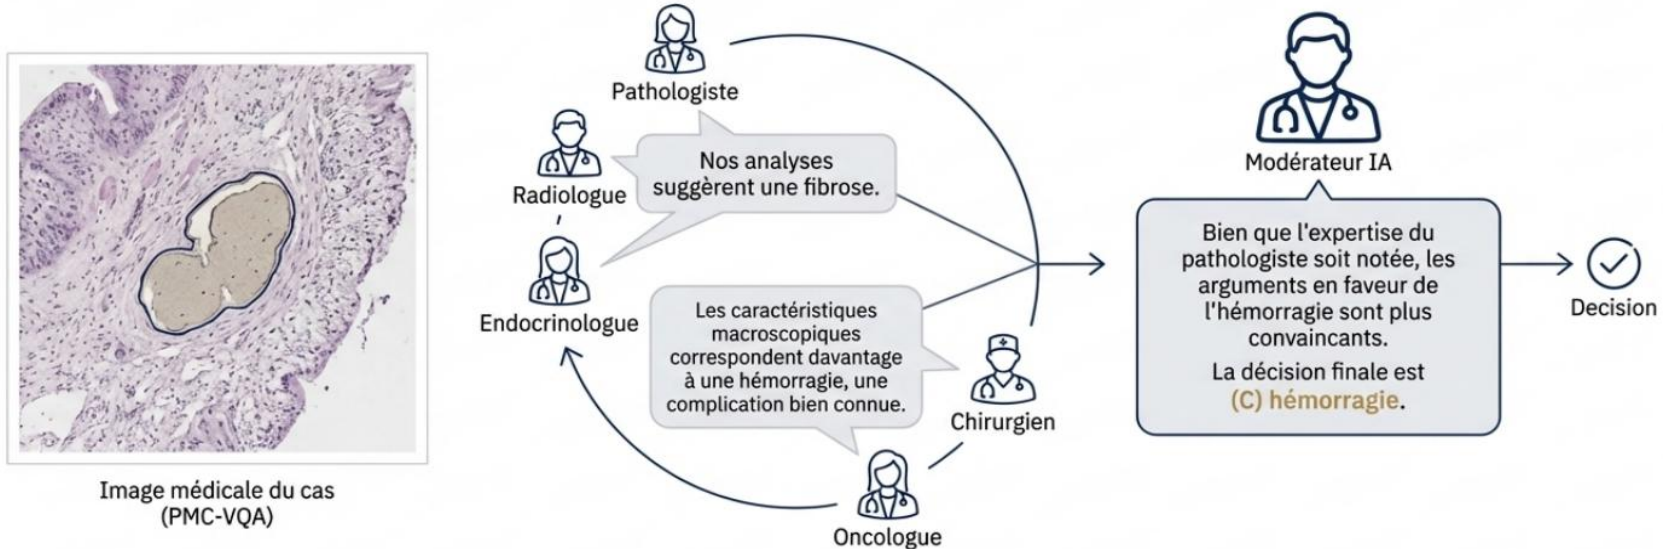 Image médicale du cas
(PMC-VQA)
Pathologiste
Radiologue
Nos analyses
suggèrent une fibrose.
Endocrinologue
Les caractéristiques
macroscopiques
correspondent davantage
à une hémorragie, une
complication bien connue.
Chirurgien
Oncologue
Modérateur IA
Bien que l'expertise du
pathologiste soit notée, les
arguments en faveur de
l'hémorragie sont plus
convaincants.
La décision finale est
(C) hémorragie.
Decision